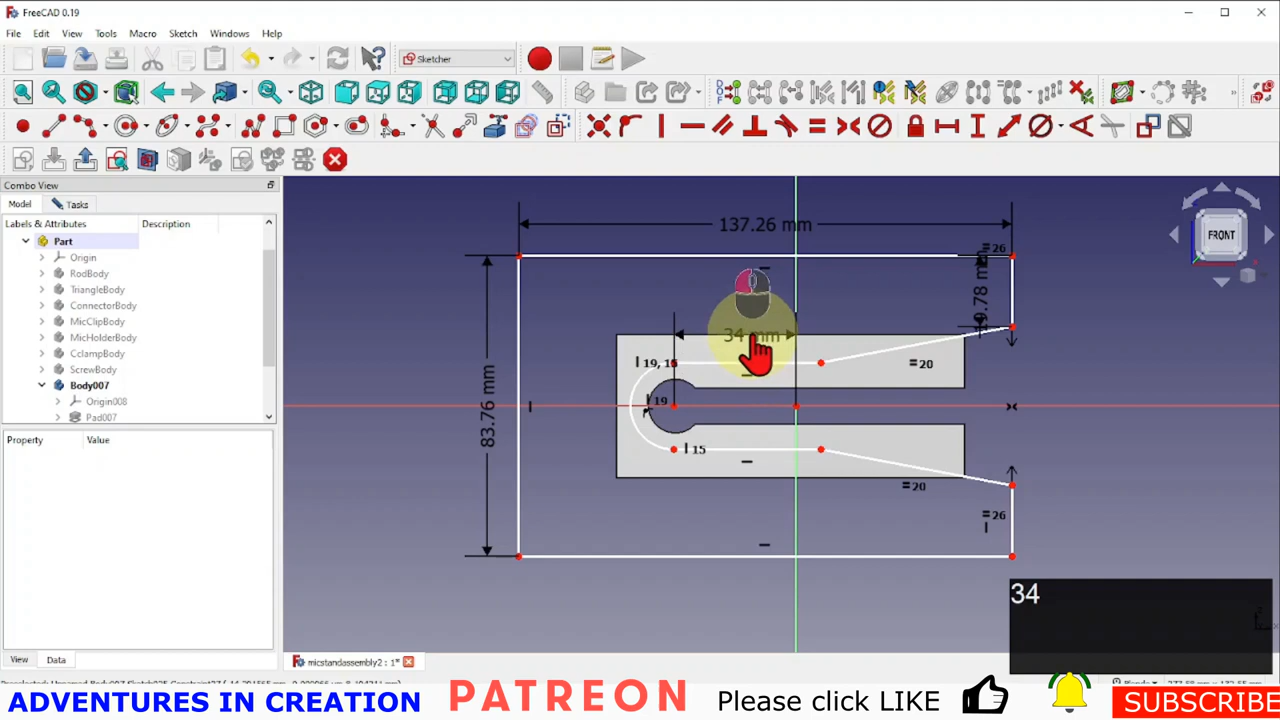 FreeCAD 0.19
File Edit View Tools Macro Sketch Windows Help
Sketcher
Combo View
Model Tasks
Labels & Attributes Description
Part
Origin
RodBody
TriangleBody
ConnectorBody
MicClipBody
MicHolderBody
CclampBody
ScrewBody
Body007
Origin008
Pad007
Property Value
View Data
137.26 mm
=26
34 mm
19, 15
=20
83.76 mm
19
15
=20
=26
FRONT
34
micstandassembly2 : 1*
ADVENTURES IN CREATION PATREON Please click LIKE SUBSCRIBE